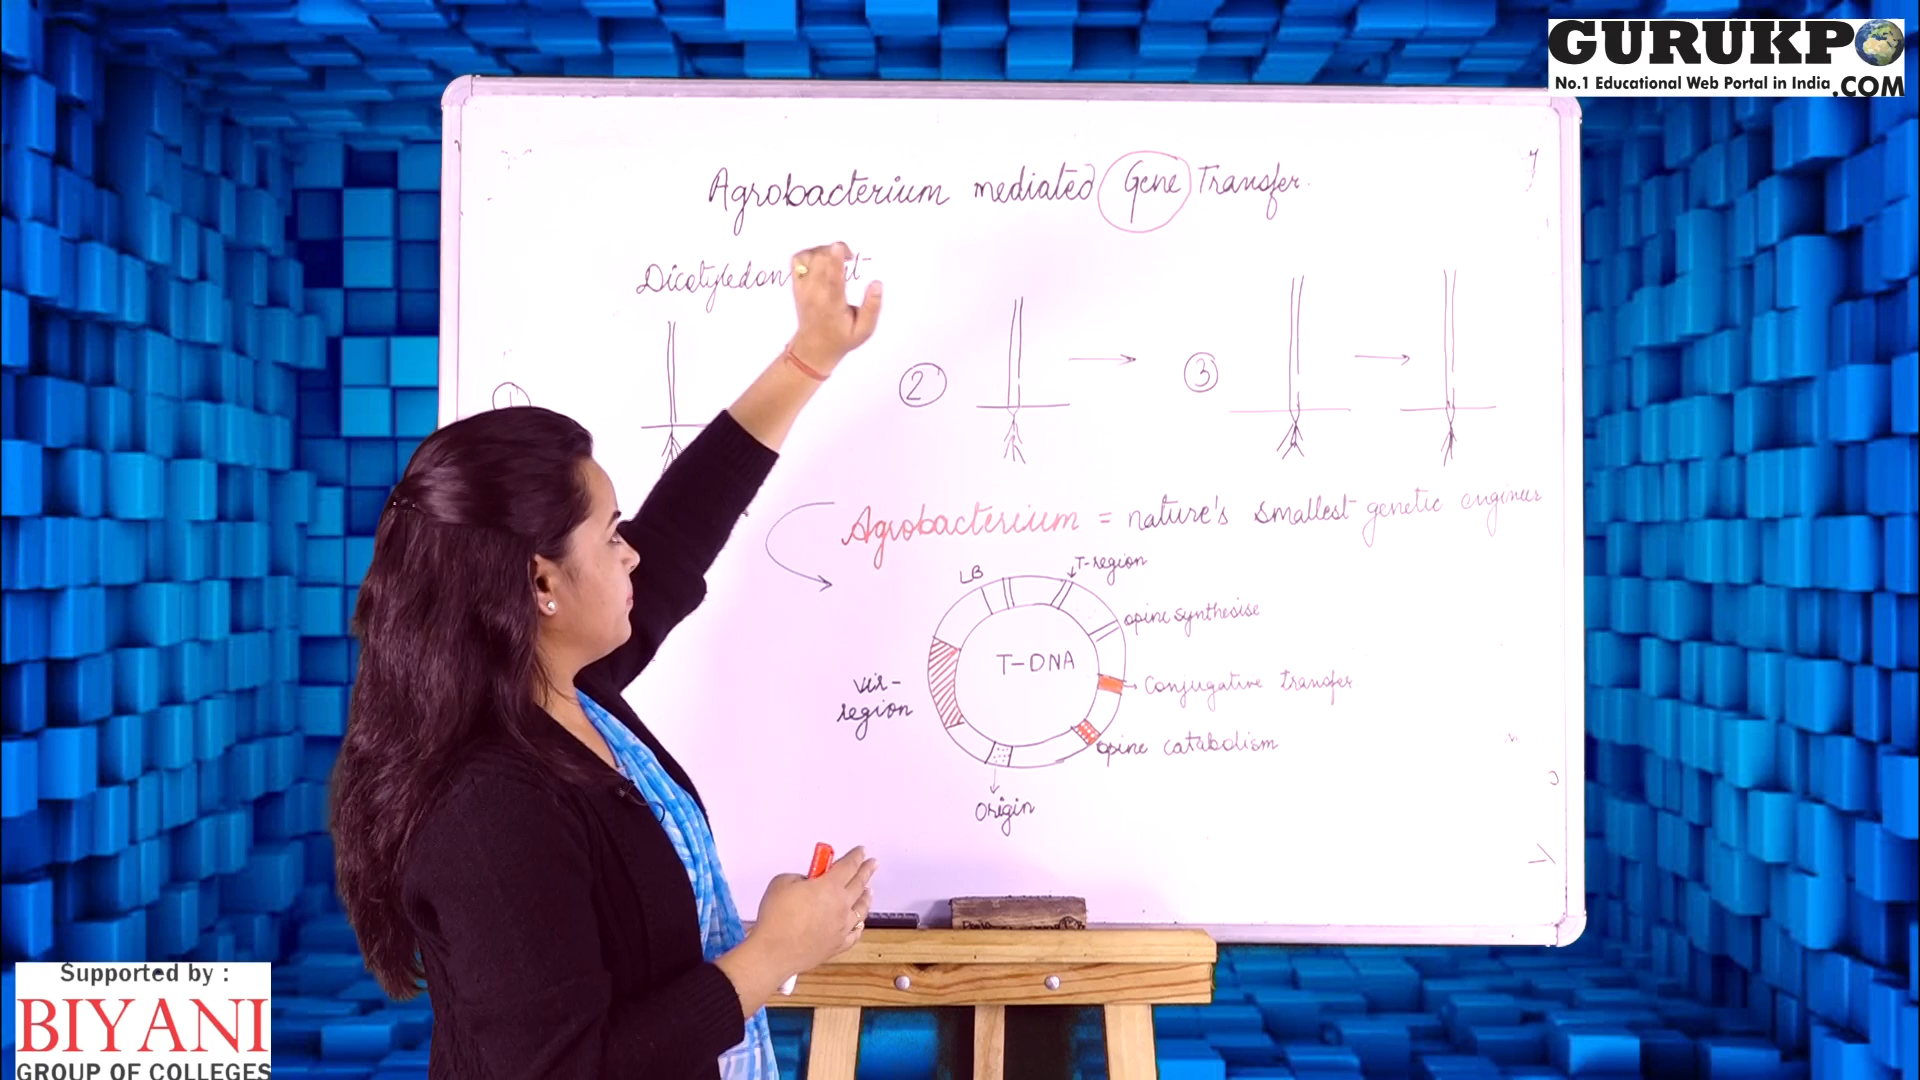 GURUKPO
No.1 Educational Web Portal in India .COM
Agrobacterium mediated Gene Transfer.
Dicotyledon
1
2
3
Agrobacterium = nature's smallest genetic engineer
LB
T-region
opine synthesise
T-DNA
Conjugative transfer
Vir-
region
opine catabolism
Origin
Supported by :
BIYANI
GROUP OF COLLEGES